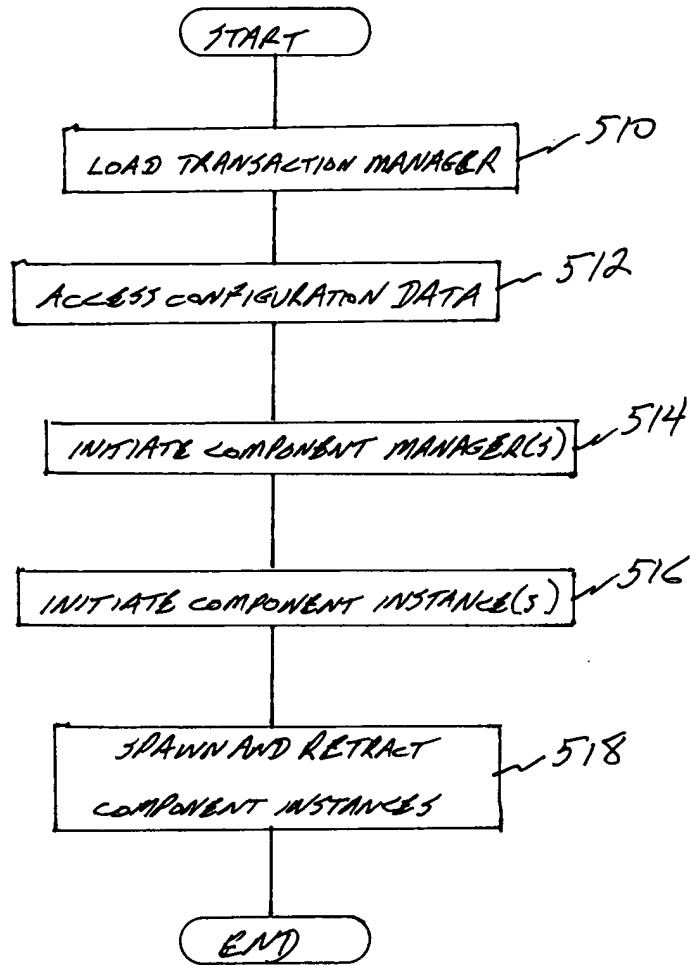 START
510
LOAD TRANSACTION MANAGER
512
ACCESS CONFIGURATION DATA
514
INITIATE COMPONENT MANAGER(S)
516
INITIATE COMPONENT INSTANCE(S)
SPAWN AND RETRACT
518
COMPONENT INSTANCES
END